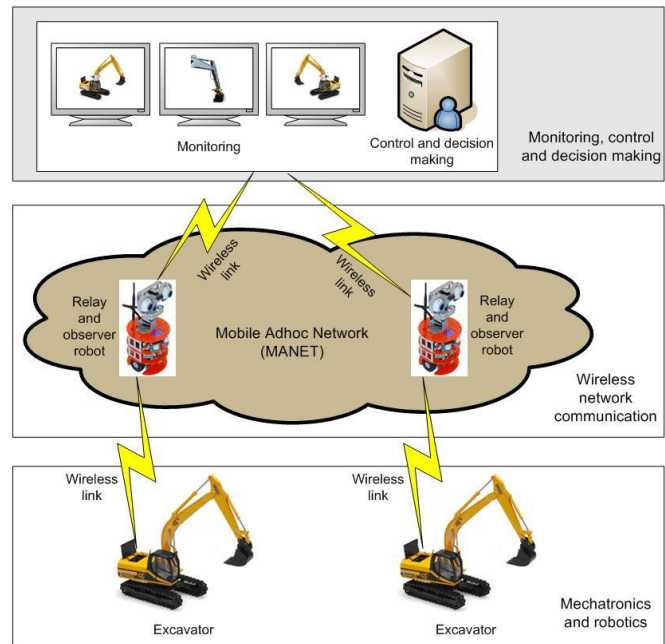 Monitoring
Control and decision
making
Monitoring, control
and decision making
Wireless
link
Wireless
link
Relay
and
observer
robot
Mobile Adhoc Network
(MANET)
Relay
and
observer
robot
Wireless
network
communication
Wireless
link
Wireless
link
Excavator
Excavator
Mechatronics
and robotics